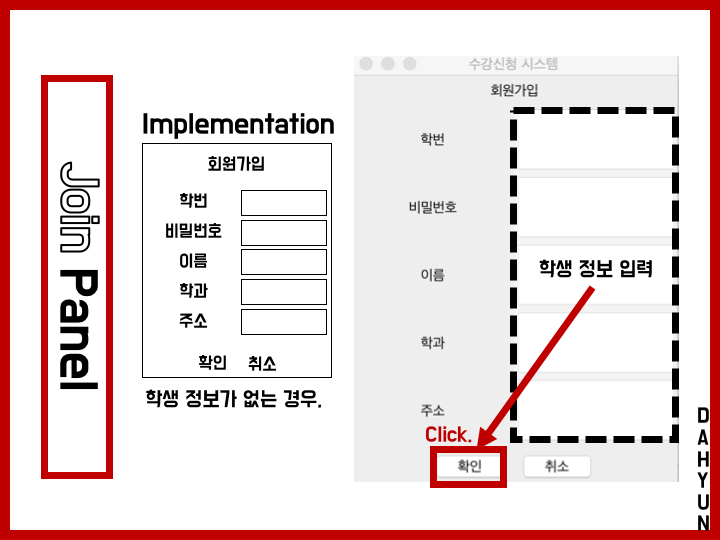 Join Panel
Implementation
회원가입
학번
비밀번호
이름
학과
주소
확인 취소
학생 정보가 없는 경우.
수강신청 시스템
회원가입
학번
비밀번호
이름
학생 정보 입력
학과
주소
Click.
확인 취소
DAHYUN